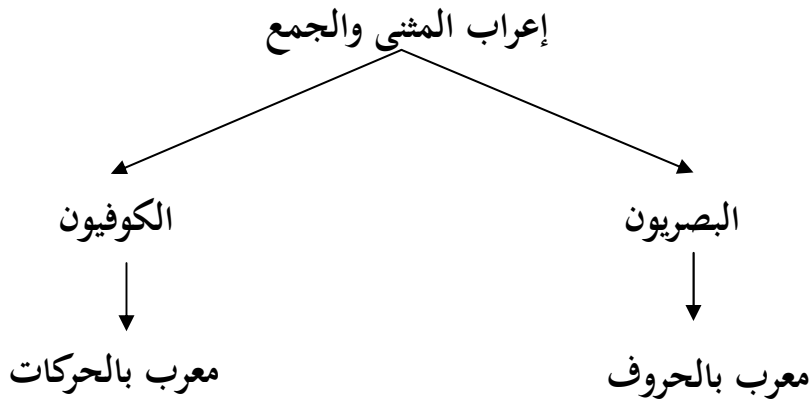 إعراب المثنى والجمع
البصريون
الكوفيون
معرب بالحروف
معرب بالحركات